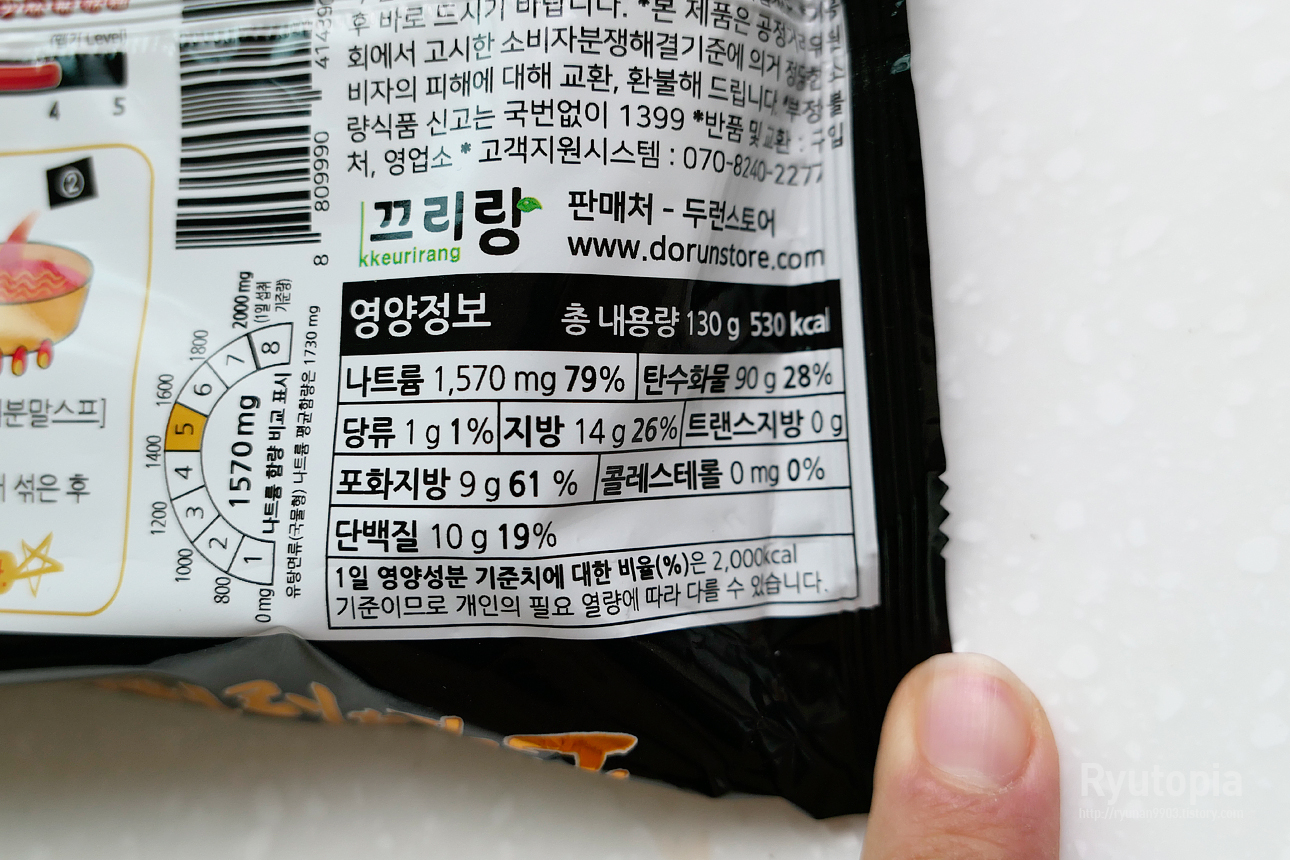 후 바로 드시기 바랍니다. *본 제품은 공정거래위원
회에서 고시한 소비자분쟁해결기준에 의거 정당한 소
비자의 피해에 대해 교환, 환불해 드립니다. *부정불
량식품 신고는 국번없이 1399 *반품 및 교환 : 구입
처, 영업소 * 고객지원시스템 : 070-8240-2277
끄리랑
kkeurirang
판매처 - 두런스토어
www.dorunstore.com
영양정보 총 내용량 130 g 530 kcal
나트륨 1,570 mg 79% 탄수화물 90 g 28%
당류 1 g 1% 지방 14 g 26% 트랜스지방 0 g
포화지방 9 g 61 % 콜레스테롤 0 mg 0%
단백질 10 g 19%
1일 영양성분 기준치에 대한 비율(%)은 2,000kcal
기준이므로 개인의 필요 열량에 따라 다를 수 있습니다.
8 809990
0 mg 800 1000 1200 1400 1600 1800 2000mg
(1일 섭취
기준량)
1 2 3 4 5 6 7 8
1570 mg
나트륨 함량 비교 표시
유탕면류(국물형) 나트륨 평균함량은 1730 mg
Level)
4 5
②
분말스프]
섞은 후
Ryutopia